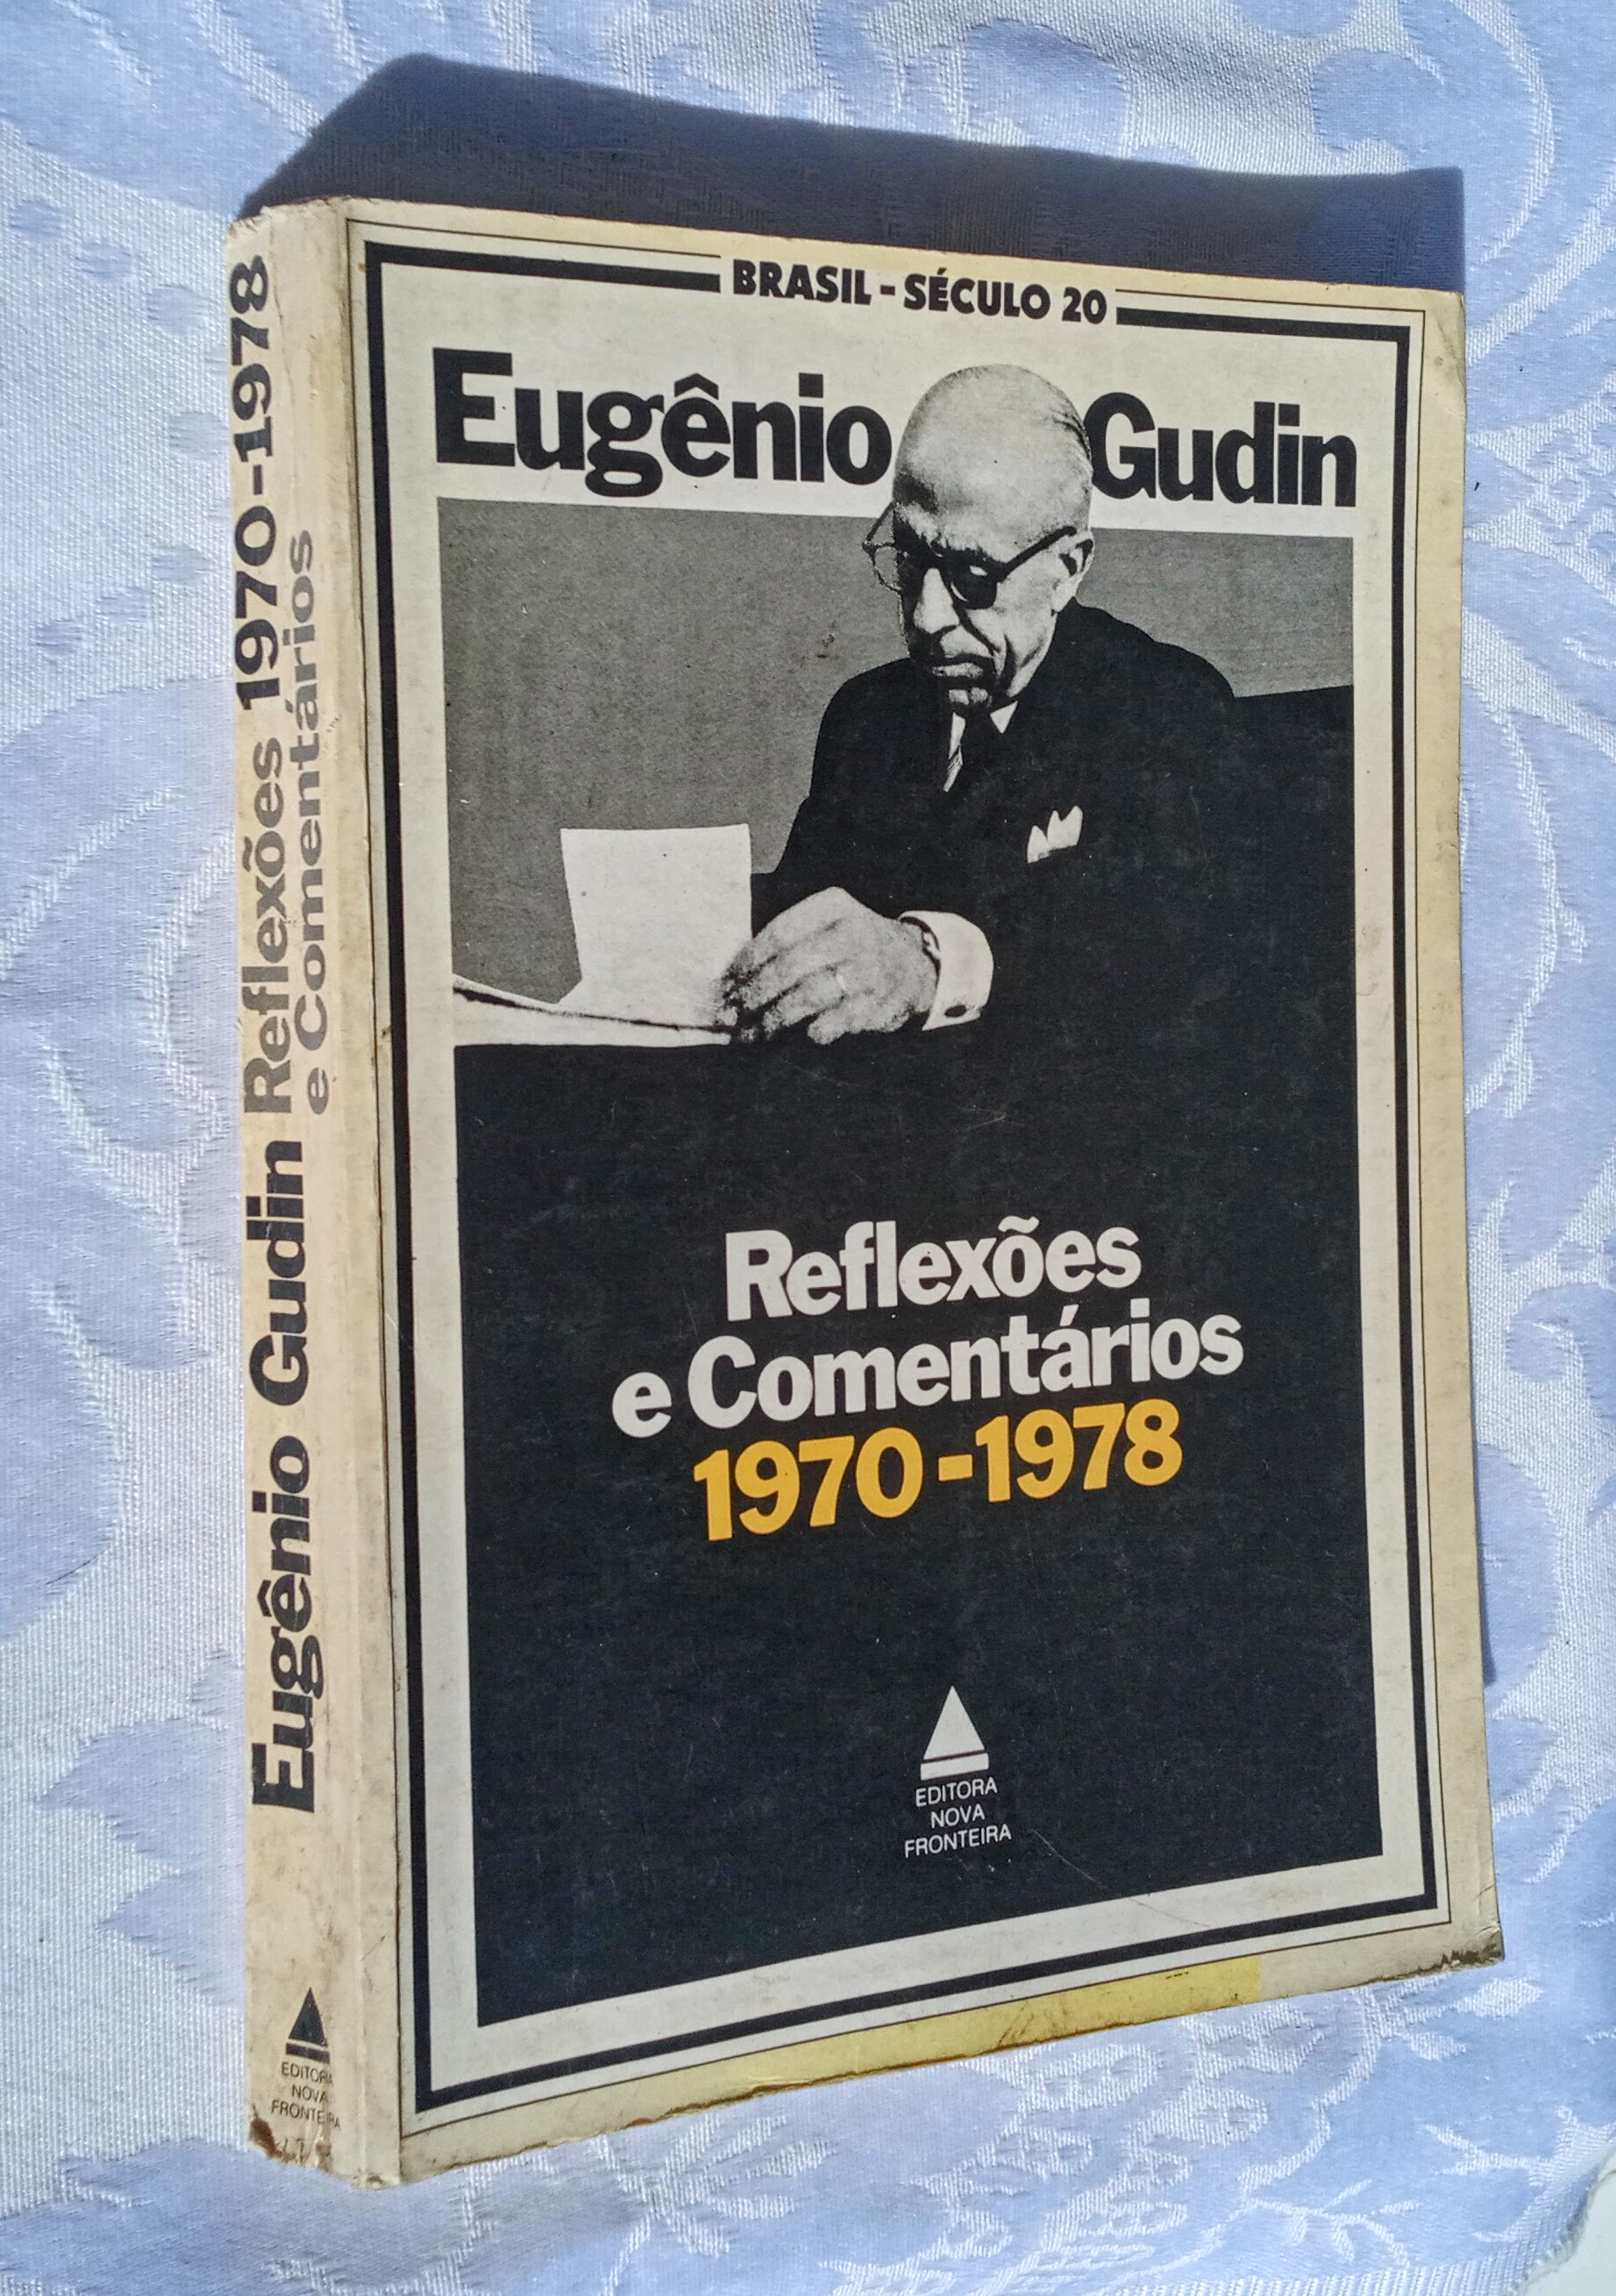 BRASIL - SÉCULO 20
Eugênio Gudin
Reflexões
e Comentários
1970-1978
EDITORA
NOVA
FRONTEIRA
Eugênio Gudin Reflexões 1970-1978
e Comentários
EDITORA
NOVA
FRONTEIRA